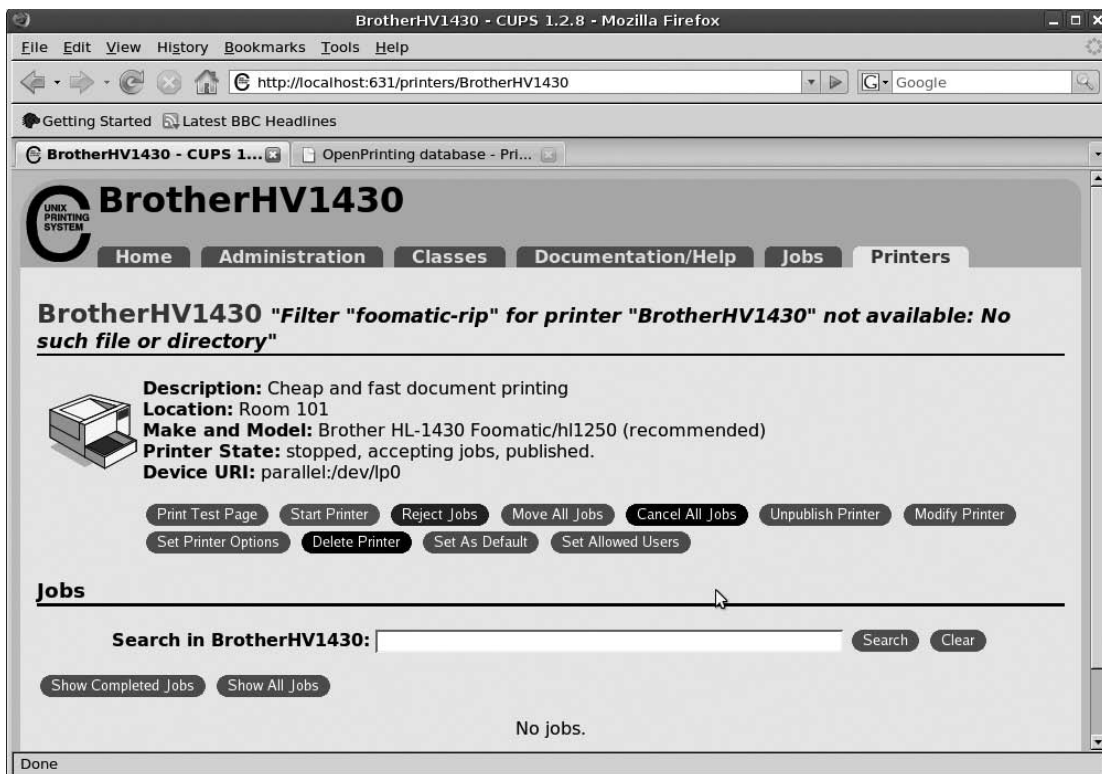 BrotherHV1430 - CUPS 1.2.8 - Mozilla Firefox
File Edit View History Bookmarks Tools Help
http://localhost:631/printers/BrotherHV1430
G Google
Getting Started Latest BBC Headlines
BrotherHV1430 - CUPS 1... OpenPrinting database - Pri...
UNIX
PRINTING
SYSTEM
BrotherHV1430
Home Administration Classes Documentation/Help Jobs Printers
BrotherHV1430 "Filter "foomatic-rip" for printer "BrotherHV1430" not available: No
such file or directory"
Description: Cheap and fast document printing
Location: Room 101
Make and Model: Brother HL-1430 Foomatic/hl1250 (recommended)
Printer State: stopped, accepting jobs, published.
Device URI: parallel:/dev/lp0
Print Test Page Start Printer Reject Jobs Move All Jobs Cancel All Jobs Unpublish Printer Modify Printer
Set Printer Options Delete Printer Set As Default Set Allowed Users
Jobs
Search in BrotherHV1430: Search Clear
Show Completed Jobs Show All Jobs
No jobs.
Done